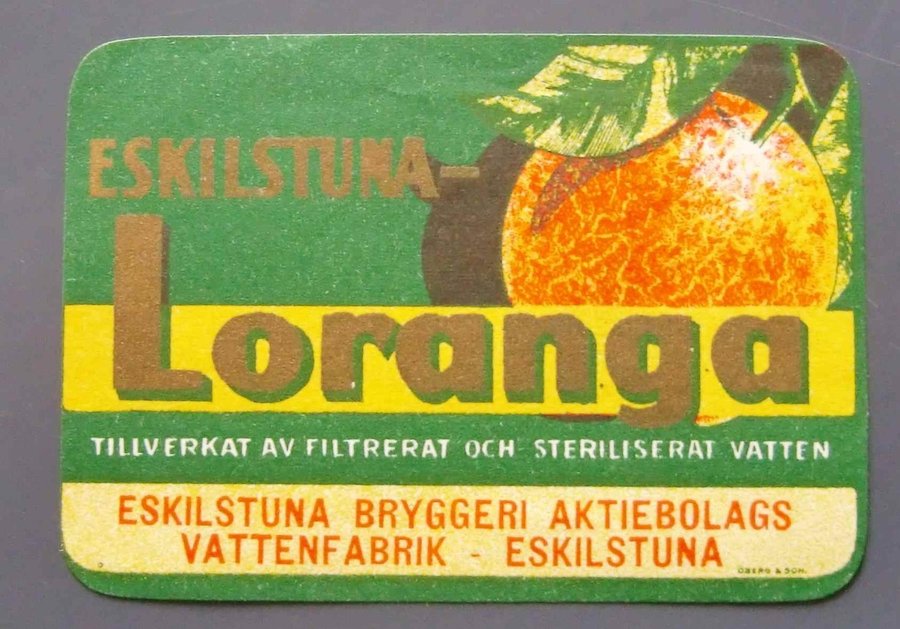 ESKILSTUNA-
Loranga
TILLVERKAT AV FILTRERAT OCH STERILISERAT VATTEN
ESKILSTUNA BRYGGERI AKTIEBOLAGS
VATTENFABRIK - ESKILSTUNA
ÖBERG & SON.